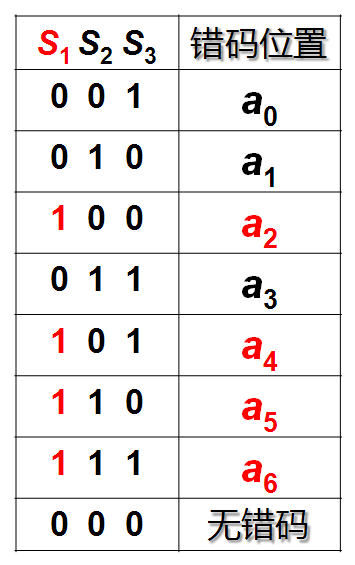 S₁ S₂ S₃ 错码位置
0 0 1 a₀
0 1 0 a₁
1 0 0 a₂
0 1 1 a₃
1 0 1 a₄
1 1 0 a₅
1 1 1 a₆
0 0 0 无错码